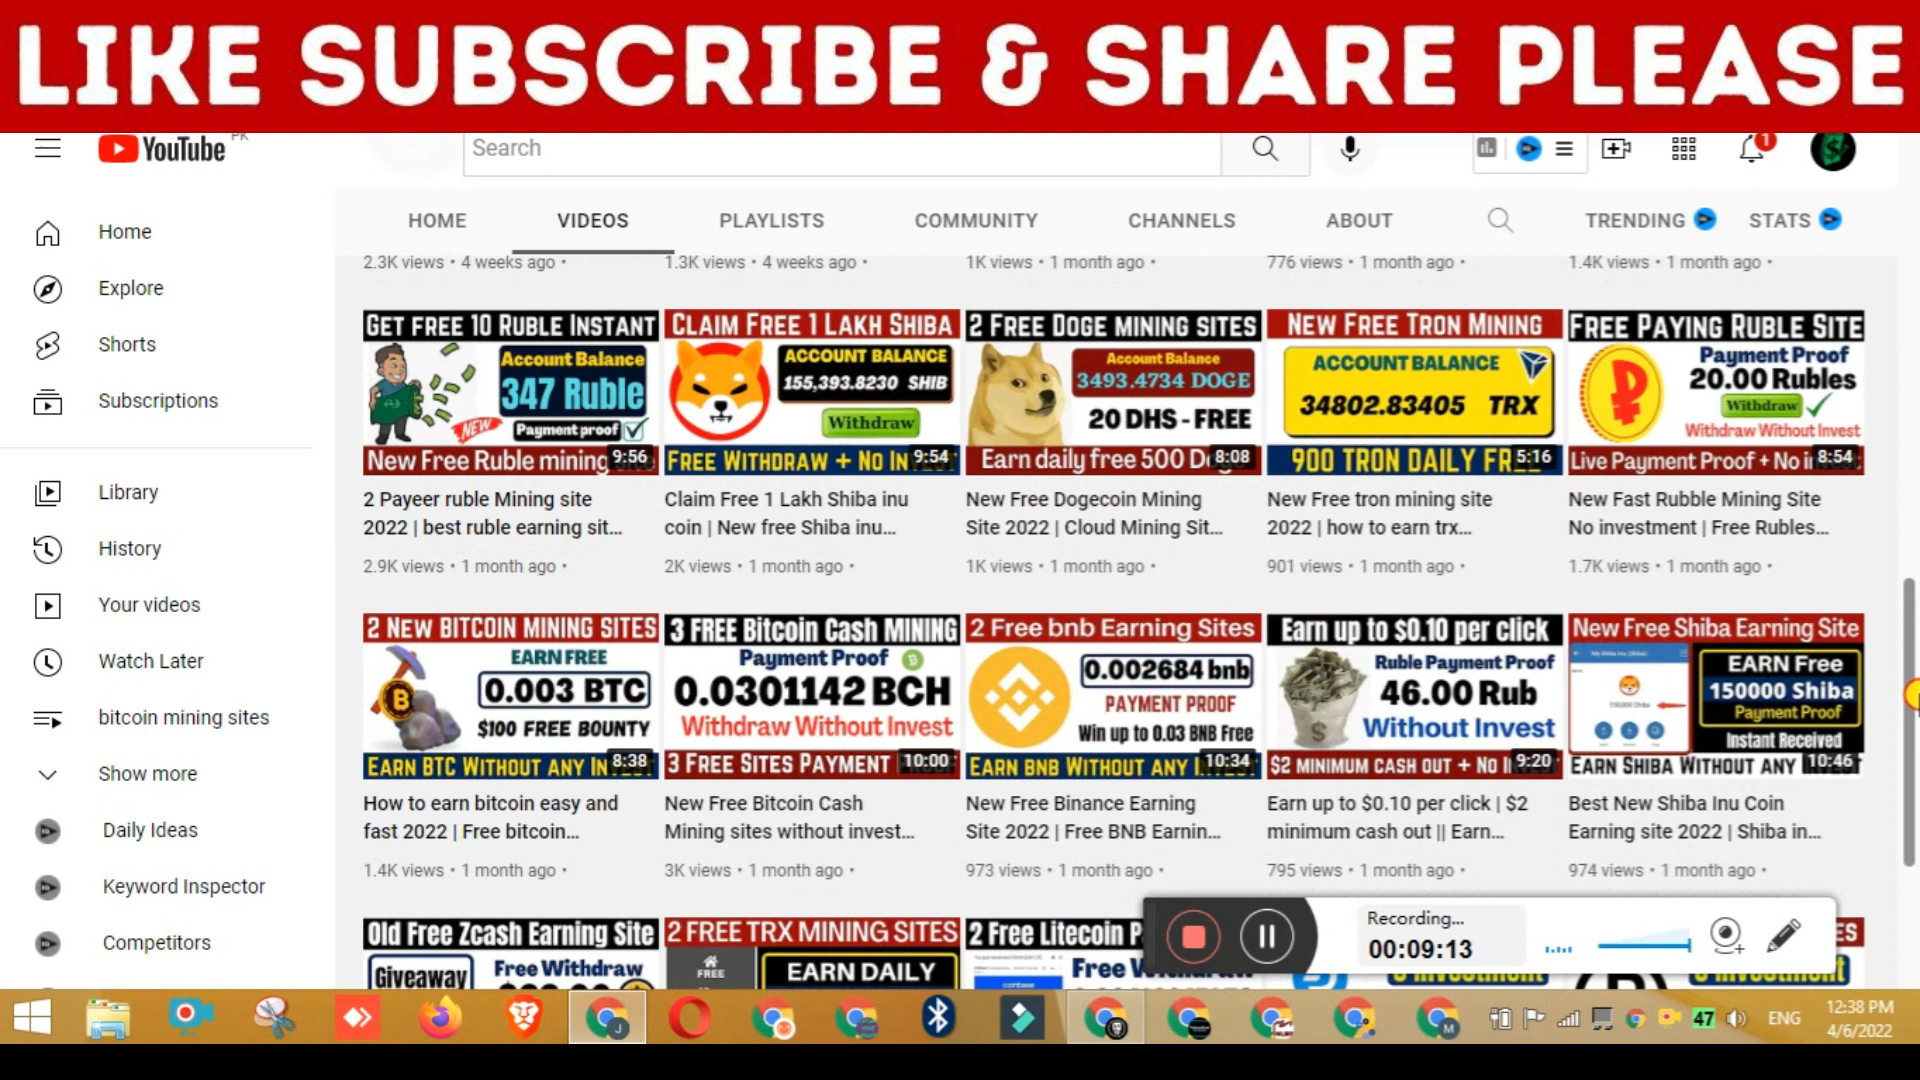 LIKE SUBSCRIBE & SHARE PLEASE
YouTube PK
Search
1
HOME VIDEOS PLAYLISTS COMMUNITY CHANNELS ABOUT TRENDING STATS
Home
Explore
Shorts
Subscriptions
Library
History
Your videos
Watch Later
bitcoin mining sites
Show more
Daily Ideas
Keyword Inspector
Competitors
2.3K views • 4 weeks ago •
1.3K views • 4 weeks ago •
1K views • 1 month ago •
776 views • 1 month ago •
1.4K views • 1 month ago •
GET FREE 10 RUBLE INSTANT
Account Balance
347 Ruble
NEW
Payment proof
New Free Ruble mining
9:56
2 Payeer ruble Mining site
2022 | best ruble earning sit...
2.9K views • 1 month ago •
CLAIM FREE 1 LAKH SHIBA
ACCOUNT BALANCE
155,393.8230 SHIB
Withdraw
FREE WITHDRAW + NO IN
9:54
Claim Free 1 Lakh Shiba inu
coin | New free Shiba inu...
2K views • 1 month ago •
2 FREE DOGE MINING SITES
Account Balance
3493.4734 DOGE
20 DHS - FREE
Earn daily free 500 D
8:08
New Free Dogecoin Mining
Site 2022 | Cloud Mining Sit...
1K views • 1 month ago •
NEW FREE TRON MINING
ACCOUNT BALANCE
34802.83405 TRX
900 TRON DAILY FR
5:16
New Free tron mining site
2022 | how to earn trx...
901 views • 1 month ago •
FREE PAYING RUBLE SITE
Payment Proof
20.00 Rubles
Withdraw
Withdraw Without Invest
Live Payment Proof + No i
8:54
New Fast Rubble Mining Site
No investment | Free Rubles...
1.7K views • 1 month ago •
2 NEW BITCOIN MINING SITES
EARN FREE
0.003 BTC
$100 FREE BOUNTY
EARN BTC WITHOUT ANY IN
8:38
How to earn bitcoin easy and
fast 2022 | Free bitcoin...
1.4K views • 1 month ago •
3 FREE Bitcoin Cash MINING
Payment Proof
0.0301142 BCH
Withdraw Without Invest
3 FREE SITES PAYMENT
10:00
New Free Bitcoin Cash
Mining sites without invest...
3K views • 1 month ago •
2 Free bnb Earning Sites
0.002684 bnb
PAYMENT PROOF
Win up to 0.03 BNB Free
EARN BNB WITHOUT ANY
10:34
New Free Binance Earning
Site 2022 | Free BNB Earnin...
973 views • 1 month ago •
Earn up to $0.10 per click
Ruble Payment Proof
46.00 Rub
Without Invest
$2 MINIMUM CASH OUT + NO
9:20
Earn up to $0.10 per click | $2
minimum cash out || Earn...
795 views • 1 month ago •
New Free Shiba Earning Site
EARN Free
150000 Shiba
Payment Proof
Instant Received
EARN SHIBA WITHOUT ANY
10:46
Best New Shiba Inu Coin
Earning site 2022 | Shiba in...
974 views • 1 month ago •
Old Free Zcash Earning Site
Giveaway
Free Withdraw
2 FREE TRX MINING SITES
FREE
EARN DAILY
2 Free Litecoin P
coinbase
Free W
ES
Recording...
00:09:13
47
ENG
12:38 PM
4/6/2022